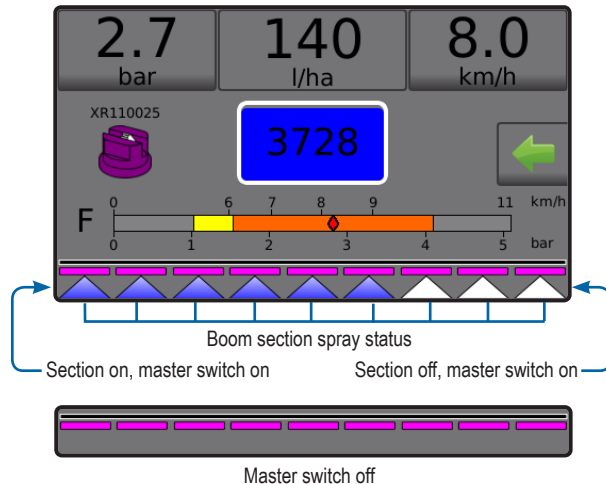 2.7 140 8.0
bar l/ha km/h
XR110025
3728
0 6 7 8 9 11 km/h
F
0 1 2 3 4 5 bar
Boom section spray status
Section on, master switch on Section off, master switch on
Master switch off